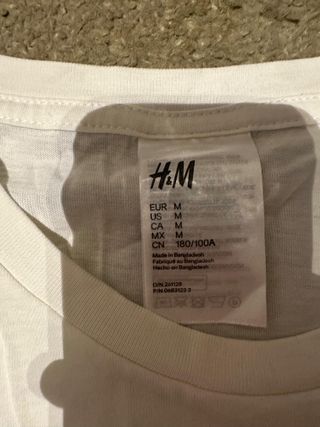 H&M
EUR M
US M
CA M
MX M
CN 180/100A
Made in Bangladesh
Fabriqué au Bangladesh
Hecho en Bangladesh